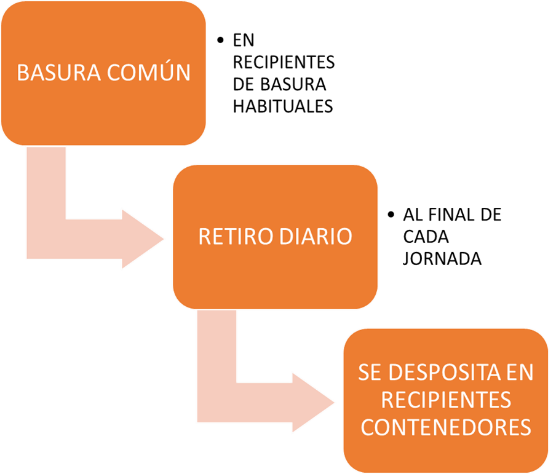 BASURA COMÚN
• EN
RECIPIENTES
DE BASURA
HABITUALES
RETIRO DIARIO
• AL FINAL DE
CADA
JORNADA
SE DESPOSITA EN
RECIPIENTES
CONTENEDORES